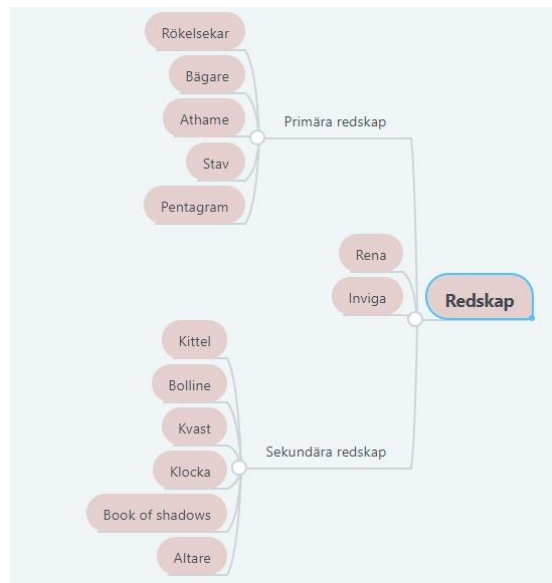 Rökelsekar
Bägare
Athame
Stav
Pentagram
Primära redskap
Rena
Inviga
Redskap
Kittel
Bolline
Kvast
Klocka
Book of shadows
Altare
Sekundära redskap